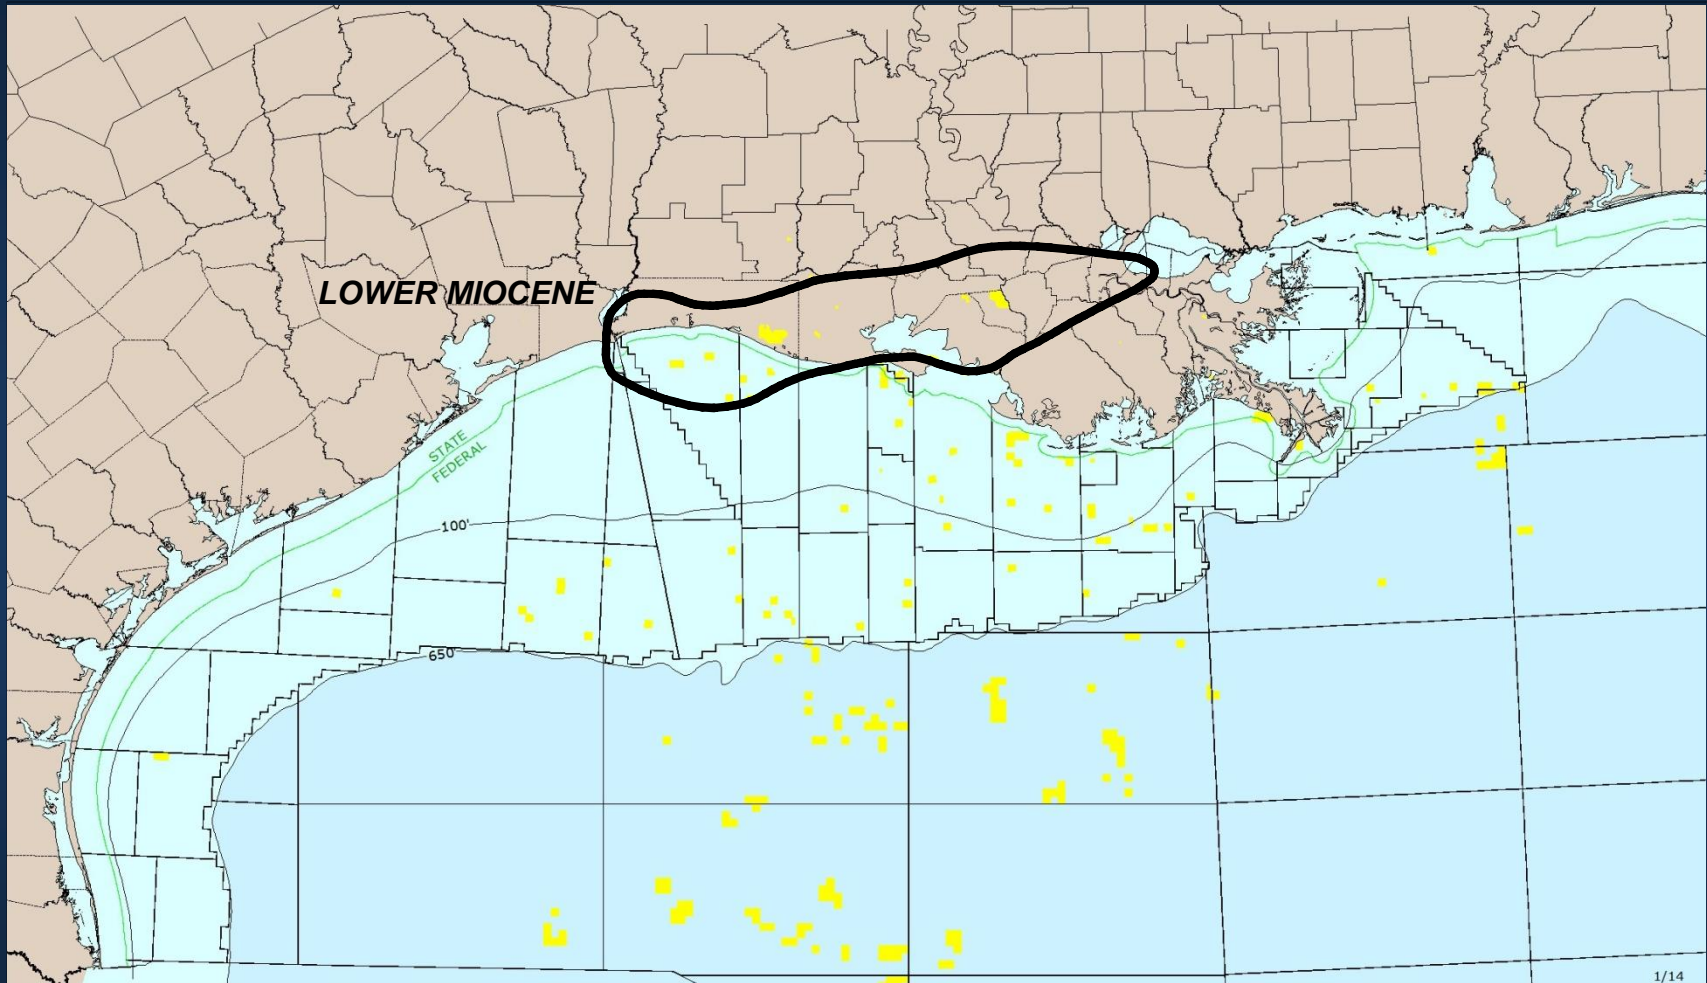 LOWER MIOCENE
STATE
FEDERAL
100'
650'
1/14